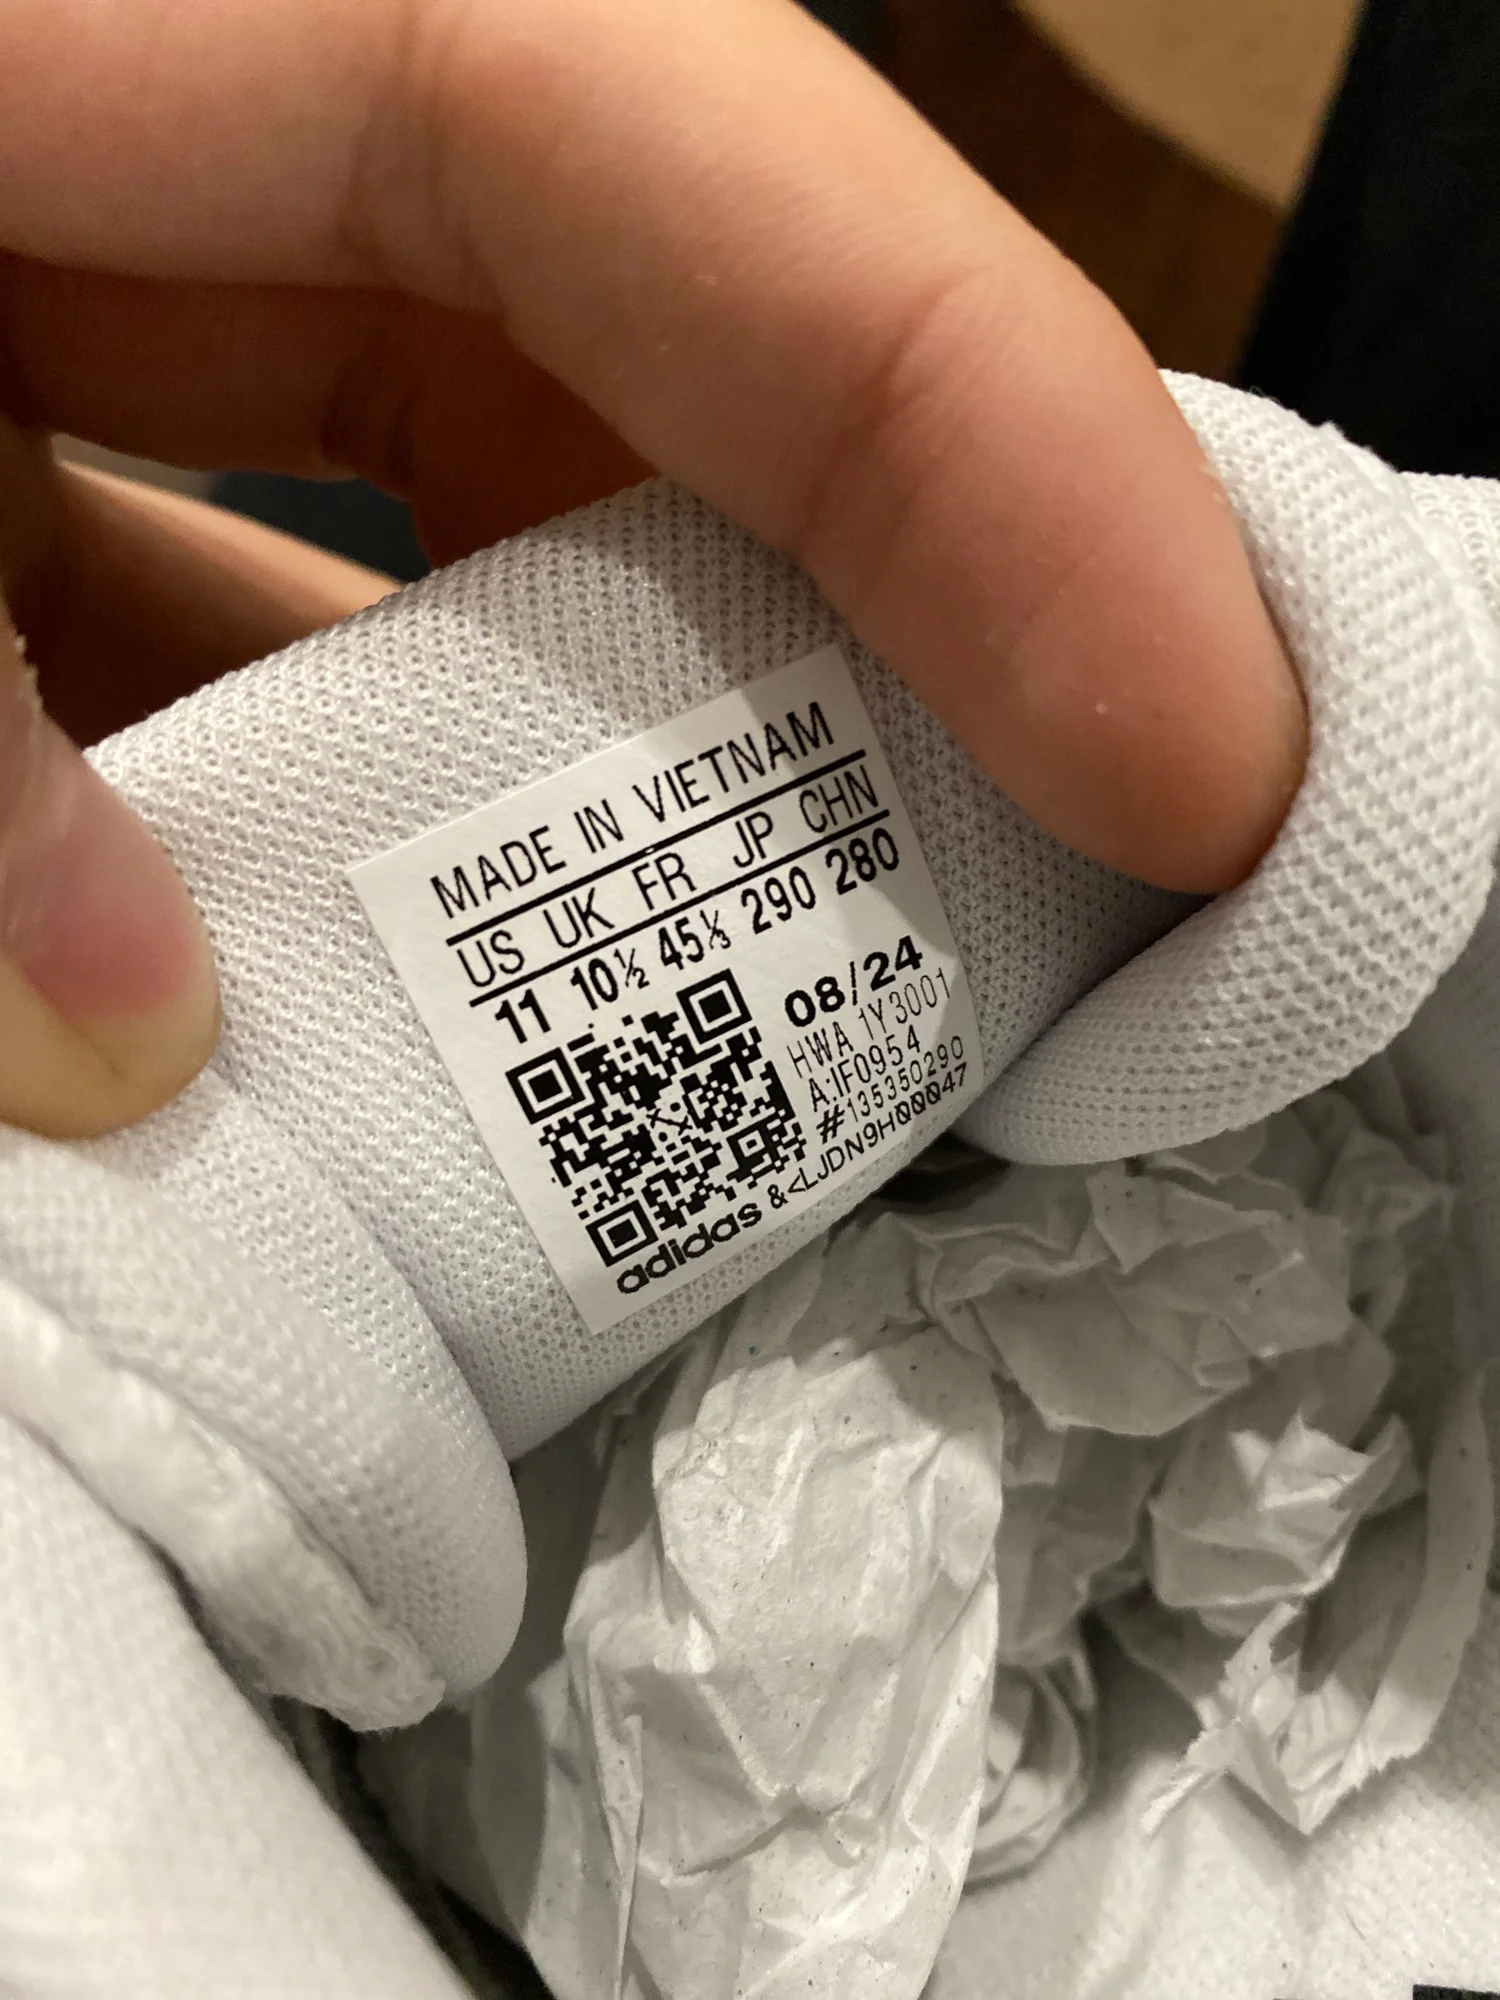 MADE IN VIETNAM
US UK FR JP CHN
11 10½ 45⅓ 290 280
08/24
HWA 1Y3001
A:IF0954
#135350290
adidas &<LJDN9H00047